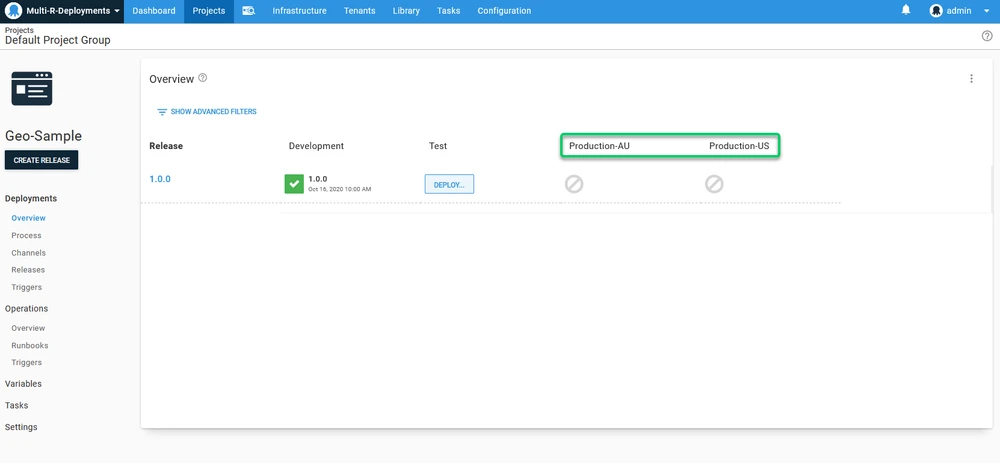 Multi-R-Deployments Dashboard Projects Infrastructure Tenants Library Tasks Configuration admin
Projects
Default Project Group
Geo-Sample
CREATE RELEASE
Deployments
Overview
Process
Channels
Releases
Triggers
Operations
Overview
Runbooks
Triggers
Variables
Tasks
Settings
Overview
SHOW ADVANCED FILTERS
Release Development Test Production-AU Production-US
1.0.0 1.0.0 DEPLOY...
Oct 16, 2020 10:00 AM